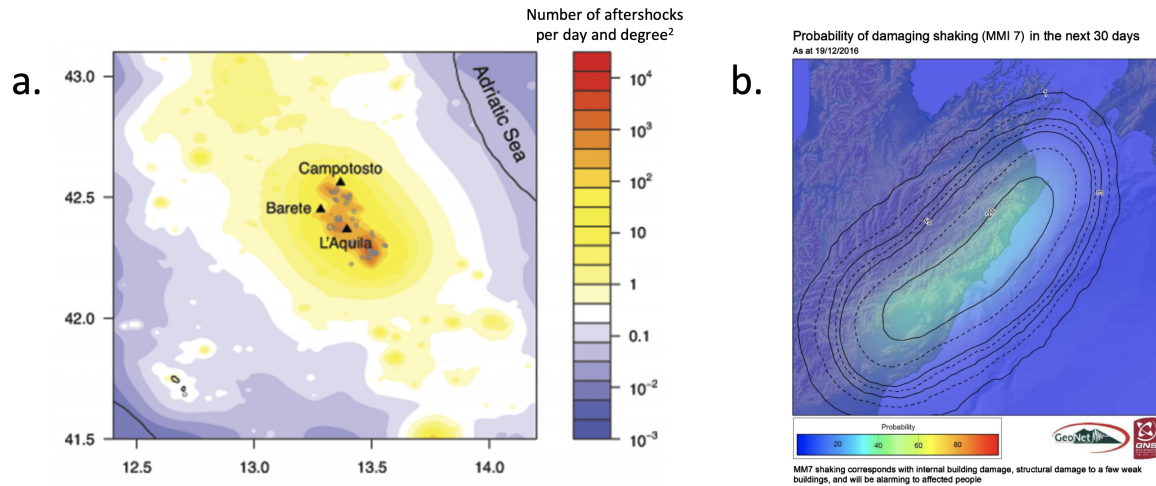 a.
Number of aftershocks
per day and degree²
43.0
42.5
42.0
41.5
12.5
13.0
13.5
14.0
Adriatic Sea
Campotosto
Barete
L'Aquila
10⁴
10³
10²
10
1
0.1
10⁻²
10⁻³
b.
Probability of damaging shaking (MMI 7) in the next 30 days
As at 19/12/2016
Probability
20
40
60
80
GeoNet
GNS
MM7 shaking corresponds with internal building damage, structural damage to a few weak
buildings, and will be alarming to affected people